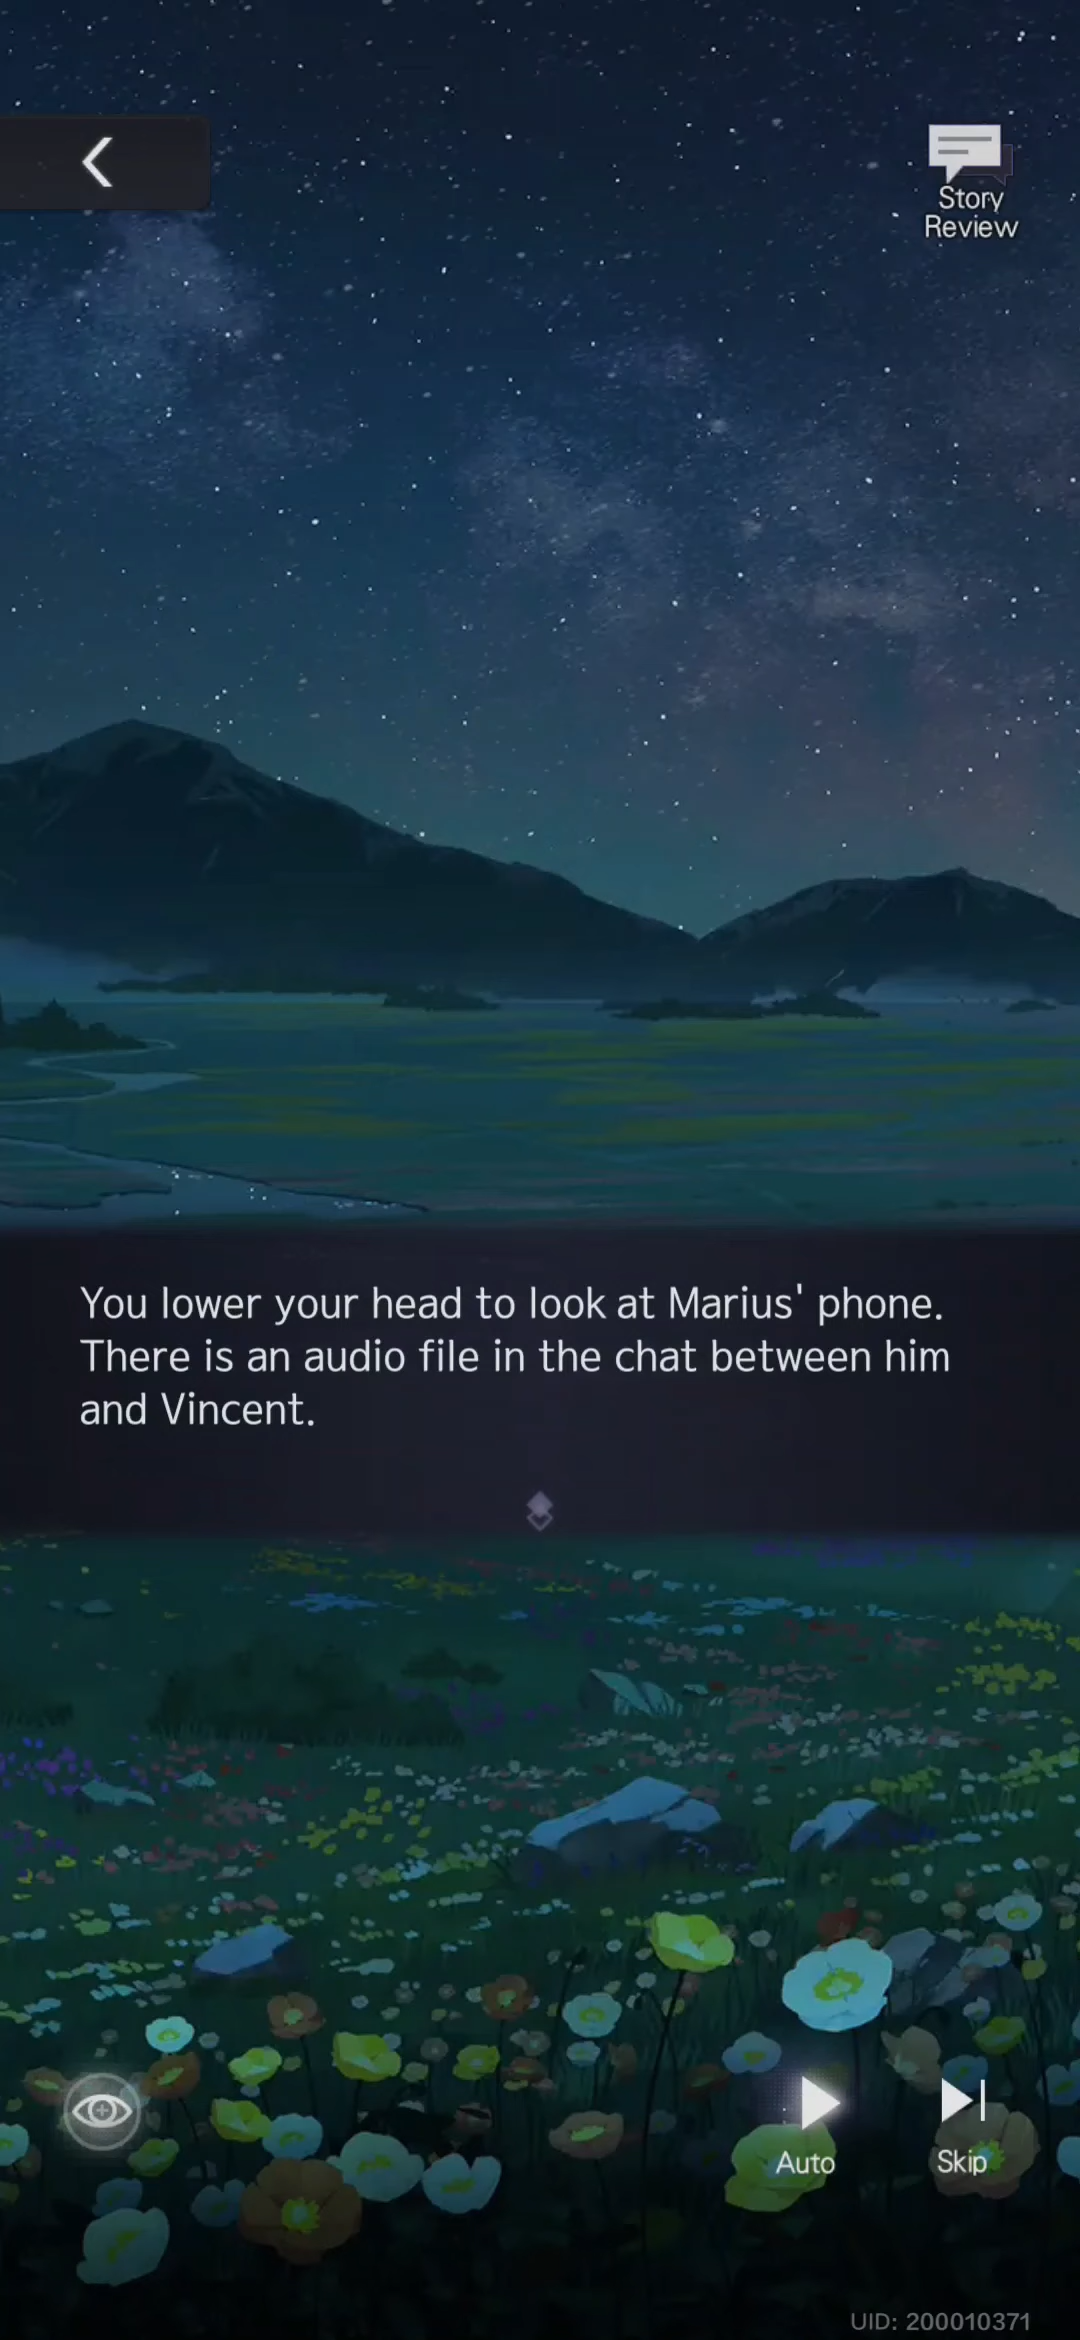 Story
Review
You lower your head to look at Marius' phone.
There is an audio file in the chat between him
and Vincent.
Auto
Skip
UID: 200010371